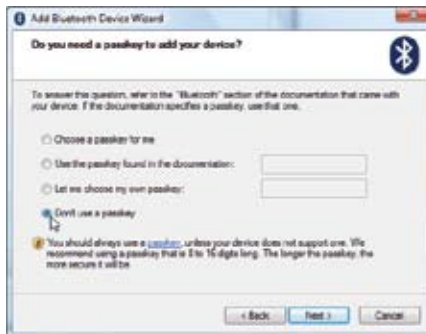 Add Bluetooth Device Wizard
Do you need a passkey to add your device?
To answer this question, refer to the "Bluetooth" section of the documentation that came with
your device. If the documentation specifies a passkey, use that one.
Choose a passkey for me
Use the passkey found in the documentation:
Let me choose my own passkey:
Don't use a passkey
You should always use a passkey, unless your device does not support one. We
recommend using a passkey that is 8 to 16 digits long. The longer the passkey, the
more secure it will be.
< Back
Next >
Cancel